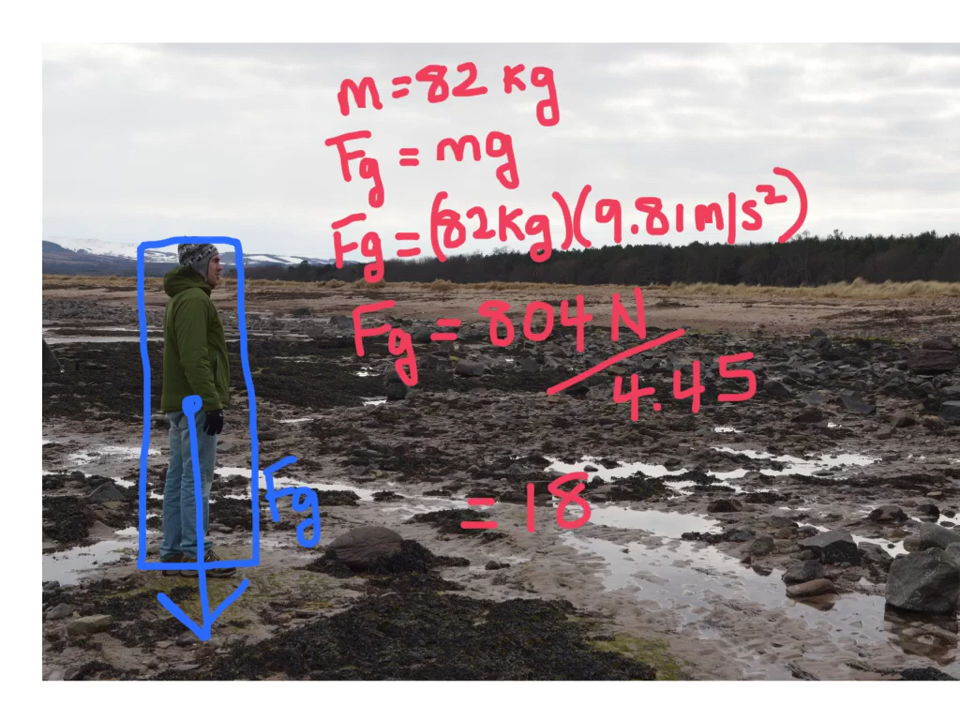 m=82 kg
Fg = mg
Fg = (82kg)(9.81m/s²)
Fg = 804 N/4.45
= 18
Fg